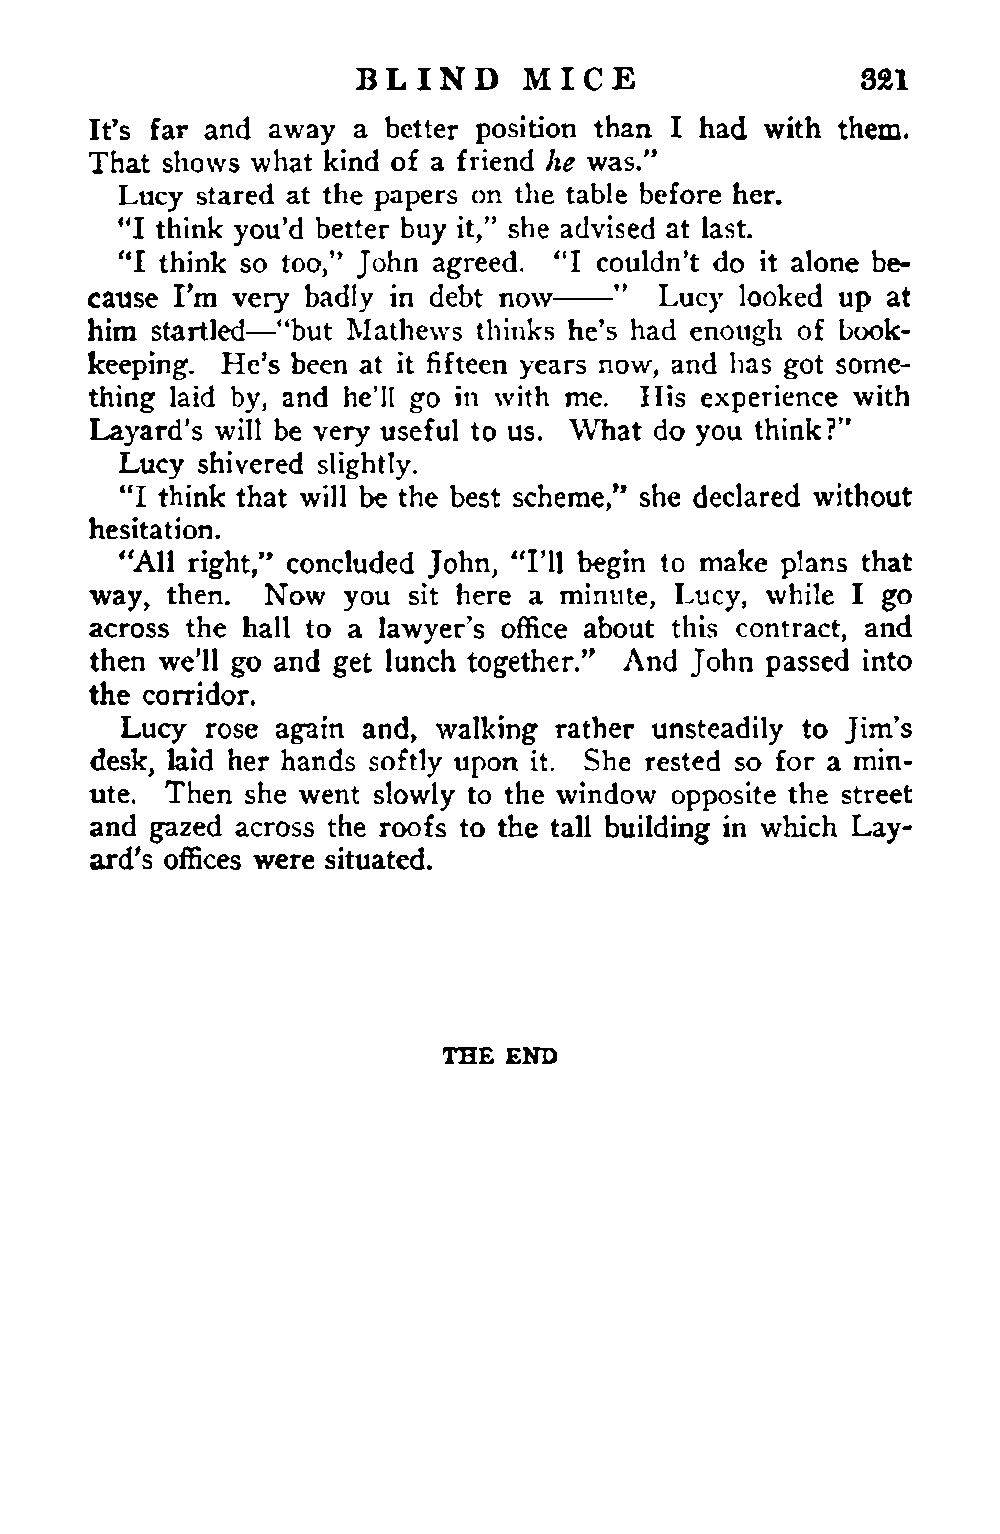 BLIND MICE 321
It's far and away a better position than I had with them.
That shows what kind of a friend he was."
Lucy stared at the papers on the table before her.
"I think you'd better buy it," she advised at last.
"I think so too," John agreed. "I couldn't do it alone be-
cause I'm very badly in debt now——" Lucy looked up at
him startled—"but Mathews thinks he's had enough of book-
keeping. He's been at it fifteen years now, and has got some-
thing laid by, and he'll go in with me. His experience with
Layard's will be very useful to us. What do you think?"
Lucy shivered slightly.
"I think that will be the best scheme," she declared without
hesitation.
"All right," concluded John, "I'll begin to make plans that
way, then. Now you sit here a minute, Lucy, while I go
across the hall to a lawyer's office about this contract, and
then we'll go and get lunch together." And John passed into
the corridor.
Lucy rose again and, walking rather unsteadily to Jim's
desk, laid her hands softly upon it. She rested so for a min-
ute. Then she went slowly to the window opposite the street
and gazed across the roofs to the tall building in which Lay-
ard's offices were situated.
THE END